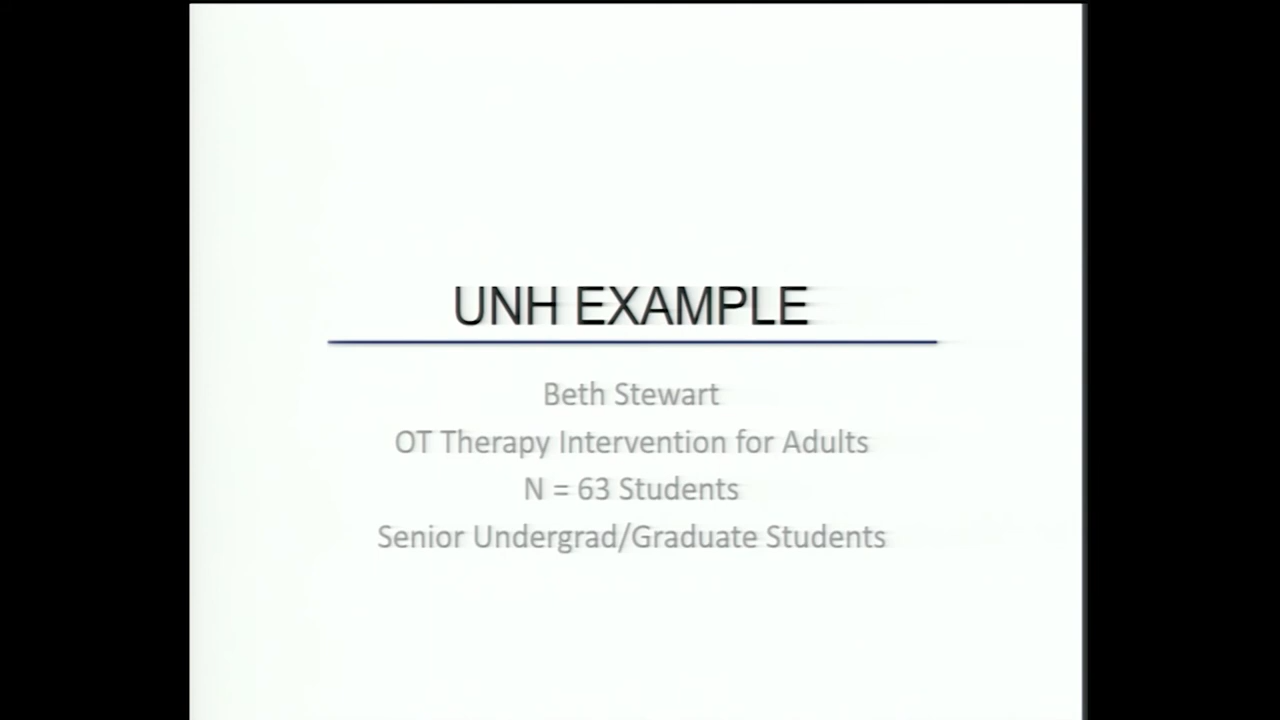 UNH EXAMPLE
Beth Stewart
OT Therapy Intervention for Adults
N = 63 Students
Senior Undergrad/Graduate Students